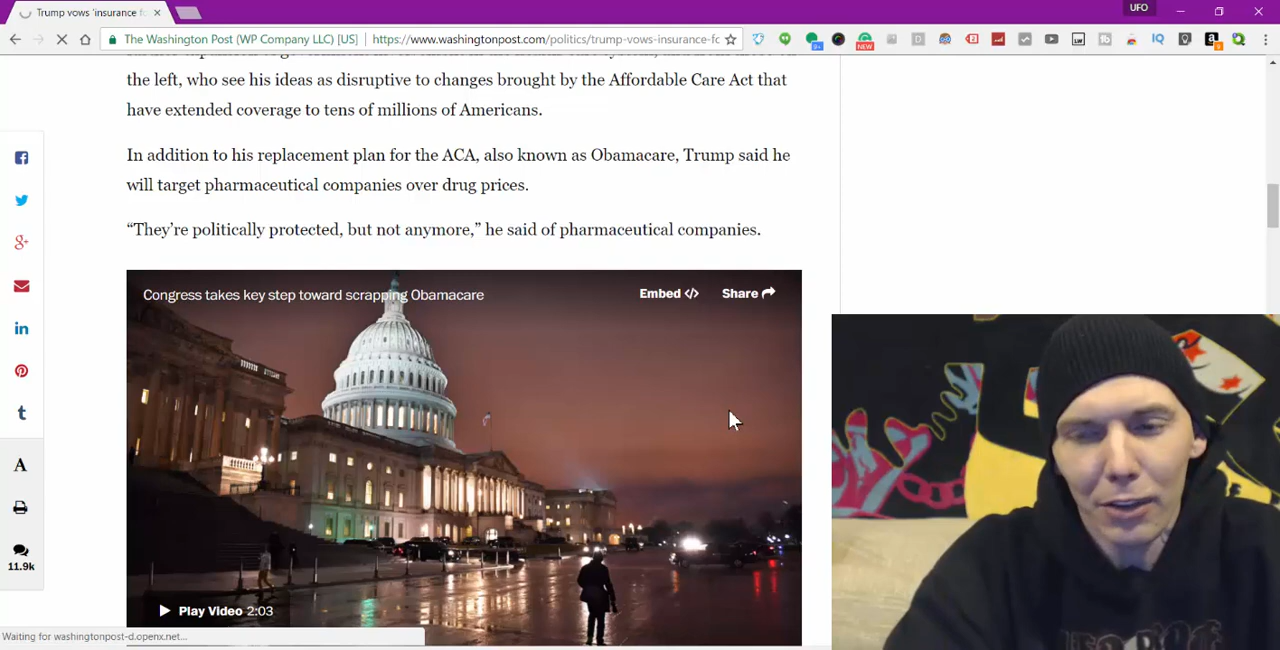 Trump vows 'insurance fo
UFO
The Washington Post (WP Company LLC) [US]
https://www.washingtonpost.com/politics/trump-vows-insurance-fo
9+
NEW
IQ
the left, who see his ideas as disruptive to changes brought by the Affordable Care Act that
have extended coverage to tens of millions of Americans.
In addition to his replacement plan for the ACA, also known as Obamacare, Trump said he
will target pharmaceutical companies over drug prices.
“They’re politically protected, but not anymore,” he said of pharmaceutical companies.
Congress takes key step toward scrapping Obamacare
Embed </>
Share
A
11.9k
Play Video 2:03
Waiting for washingtonpost-d.openx.net...